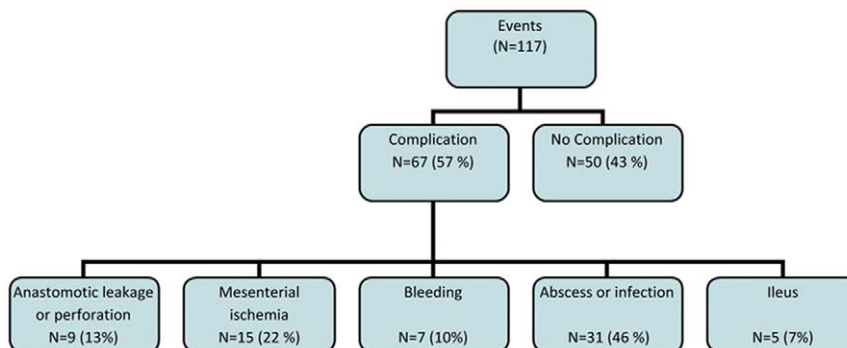 Events
(N=117)
Complication
N=67 (57 %)
No Complication
N=50 (43 %)
Anastomotic leakage
or perforation
N=9 (13%)
Mesenterial
ischemia
N=15 (22 %)
Bleeding
N=7 (10%)
Abscess or infection
N=31 (46 %)
Ileus
N=5 (7%)